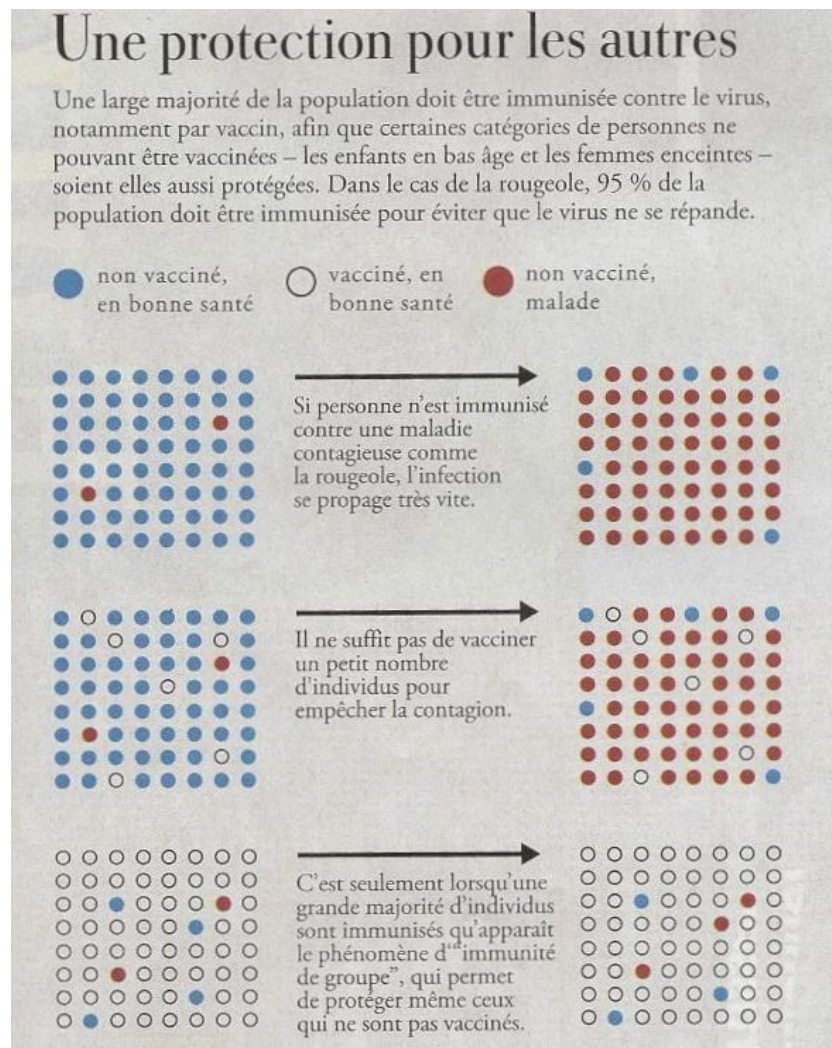 Une protection pour les autres
Une large majorité de la population doit être immunisée contre le virus,
notamment par vaccin, afin que certaines catégories de personnes ne
pouvant être vaccinées – les enfants en bas âge et les femmes enceintes –
soient elles aussi protégées. Dans le cas de la rougeole, 95 % de la
population doit être immunisée pour éviter que le virus ne se répande.
non vacciné,
en bonne santé
vacciné, en
bonne santé
non vacciné,
malade
Si personne n'est immunisé
contre une maladie
contagieuse comme
la rougeole, l'infection
se propage très vite.
Il ne suffit pas de vacciner
un petit nombre
d'individus pour
empêcher la contagion.
C'est seulement lorsqu'une
grande majorité d'individus
sont immunisés qu'apparaît
le phénomène d'"immunité
de groupe", qui permet
de protéger même ceux
qui ne sont pas vaccinés.